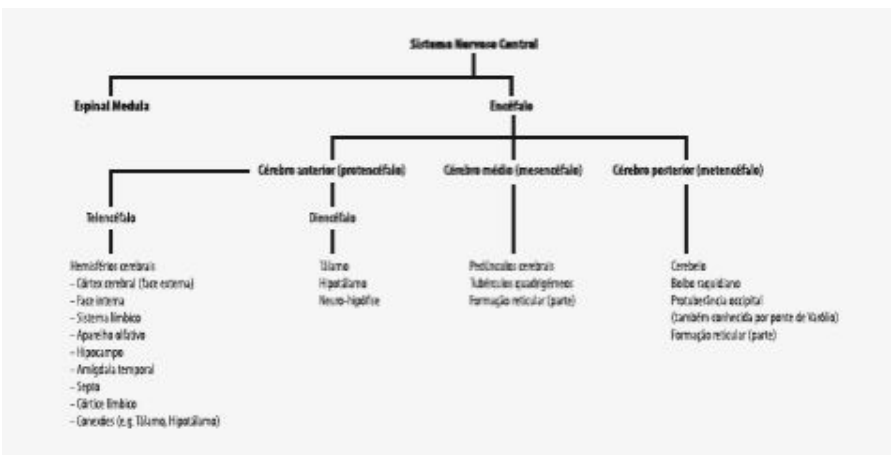 Sistema Nervoso Central
Espinal Medula
Encéfalo
Cérebro anterior (protencéfalo)
Cérebro médio (mesencéfalo)
Cérebro posterior (metencéfalo)
Telencéfalo
Diencéfalo
Hemisférios cerebrais
– Córtex cerebral (face externa)
– Face interna
– Sistema límbico
– Aparelho olfativo
– Hipocampo
– Amígdala temporal
– Septo
– Córtice límbico
– Conexões (e.g. Tálamo, Hipotálamo)
Tálamo
Hipotálamo
Neuro-hipófise
Pedúnculos cerebrais
Tubérculos quadrigémeos
Formação reticular (parte)
Cerebelo
Bolbo raquidiano
Protuberância occipital
(também conhecida por ponte de Varólio)
Formação reticular (parte)